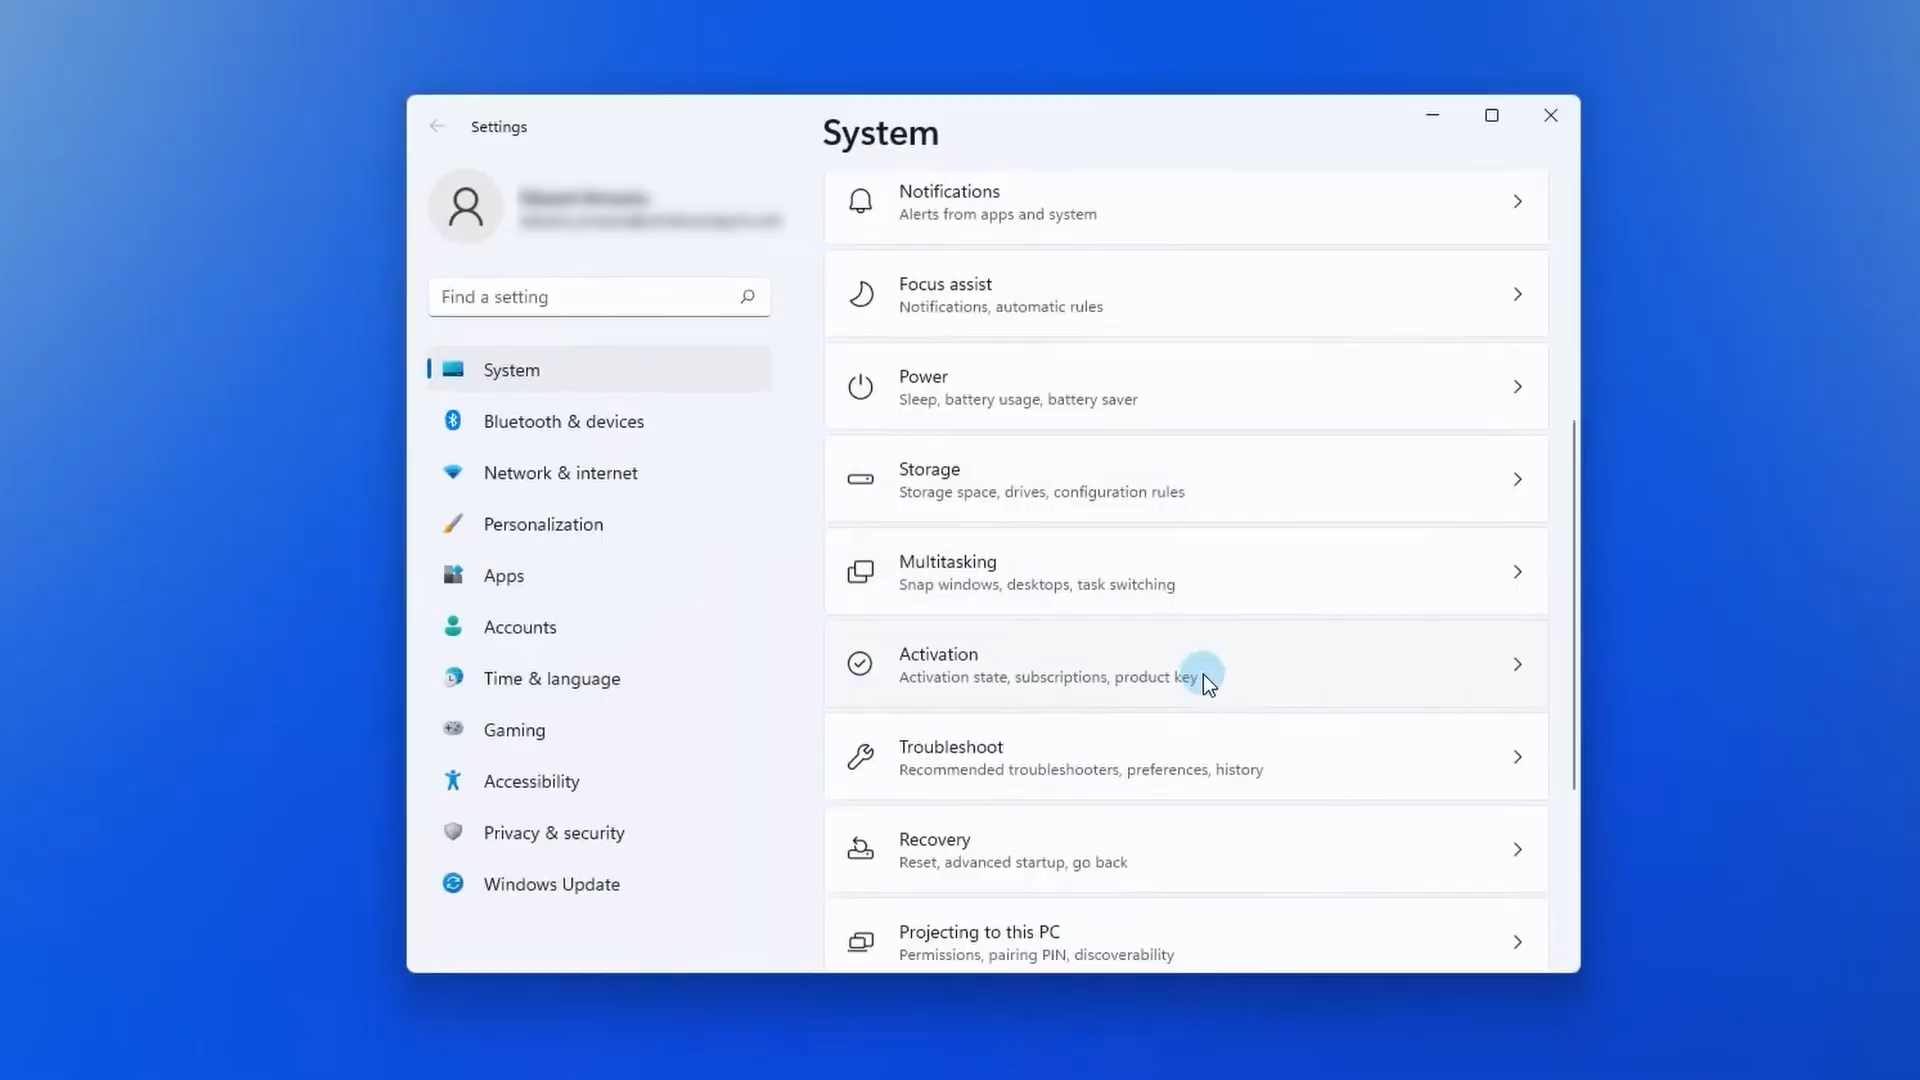 Settings
Find a setting
System
Bluetooth & devices
Network & internet
Personalization
Apps
Accounts
Time & language
Gaming
Accessibility
Privacy & security
Windows Update
System
Notifications
Alerts from apps and system
Focus assist
Notifications, automatic rules
Power
Sleep, battery usage, battery saver
Storage
Storage space, drives, configuration rules
Multitasking
Snap windows, desktops, task switching
Activation
Activation state, subscriptions, product key
Troubleshoot
Recommended troubleshooters, preferences, history
Recovery
Reset, advanced startup, go back
Projecting to this PC
Permissions, pairing PIN, discoverability